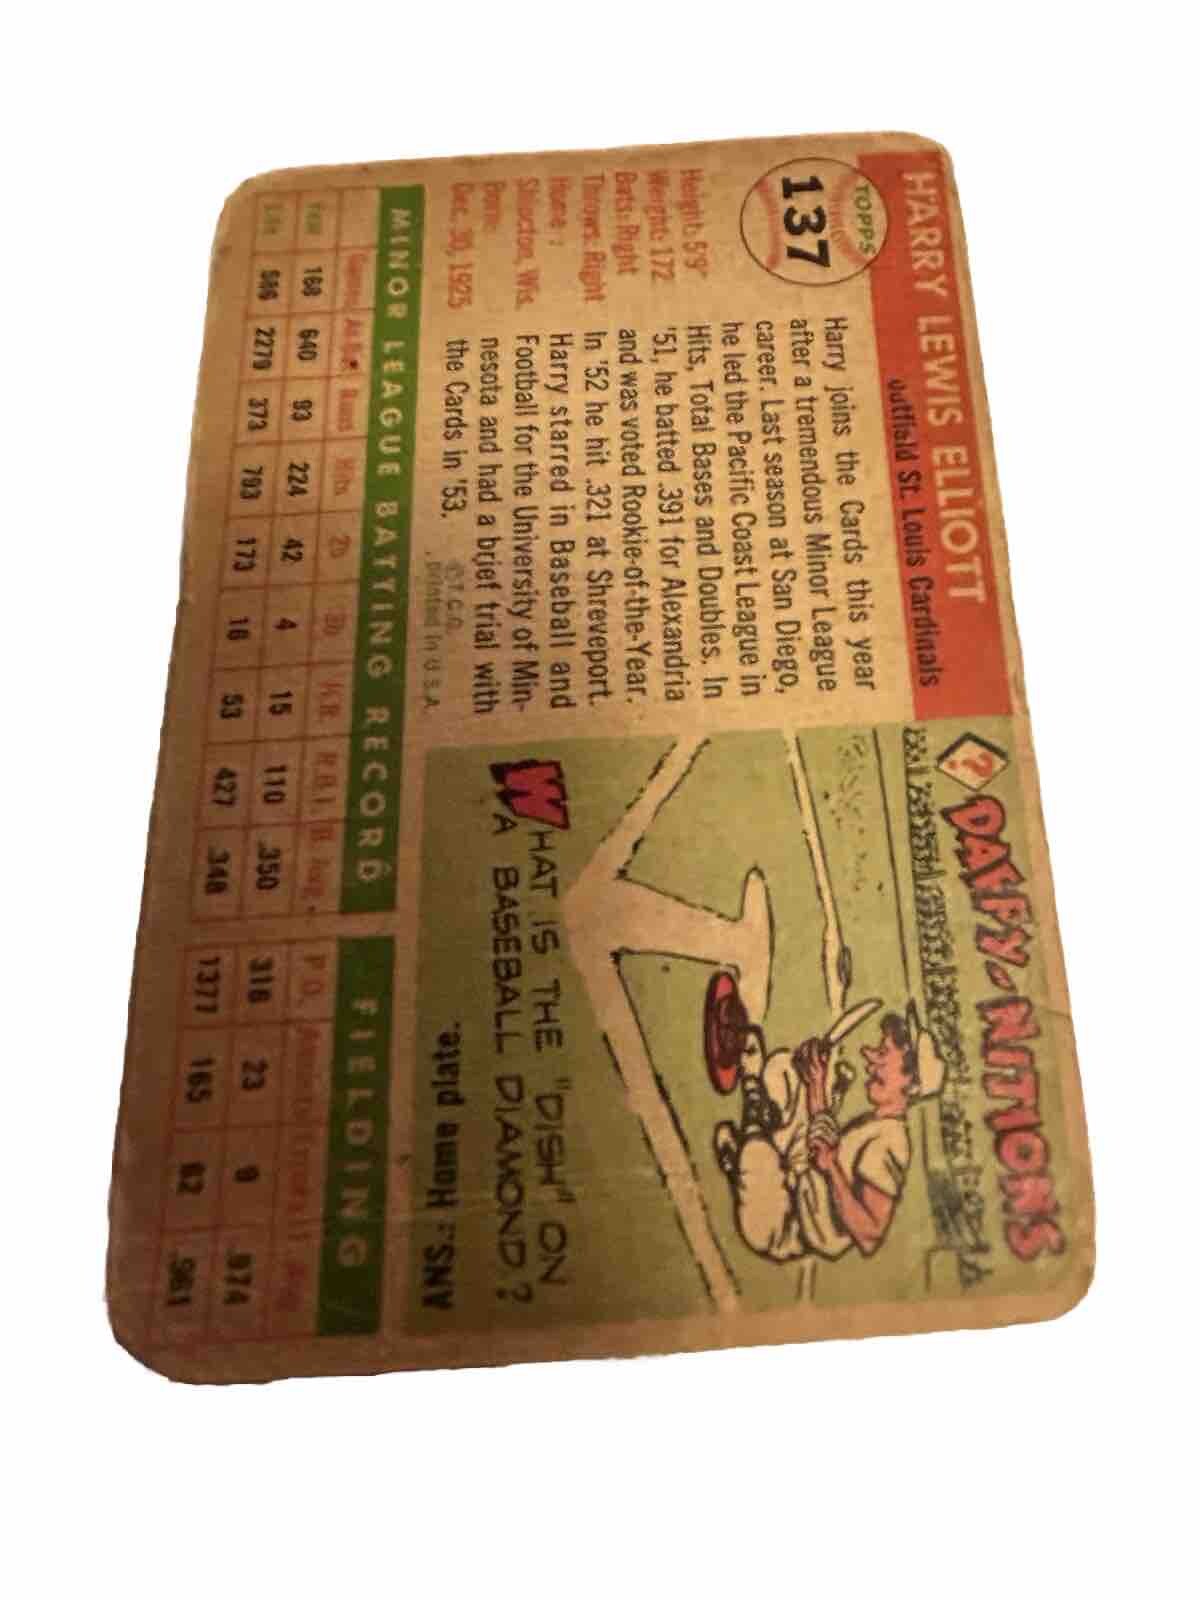 HARRY LEWIS ELLIOTT
outfield St. Louis Cardinals
TOPPS
137
Height: 5'9"
Weight: 172
Bats: Right
Throws: Right
Home:
Shiocton, Wis.
Born:
Dec. 30, 1925
Harry joins the Cards this year
after a tremendous Minor League
career. Last season at San Diego,
he led the Pacific Coast League in
Hits, Total Bases and Doubles. In
'51, he batted .391 for Alexandria
and was voted Rookie-of-the-Year.
In '52 he hit .321 at Shreveport.
Harry starred in Baseball and
Football for the University of Min-
nesota and had a brief trial with
the Cards in '53.
©T.C.G.
printed in U.S.A.
? DAFFY-NITIONS
WHAT IS THE "DISH" ON
A BASEBALL DIAMOND?
ANS.: Home plate.
MINOR LEAGUE BATTING RECORD FIELDING
Games At Bat Runs Hits 2b 3b H.R. R.B.I. B. Avg. P.O.
YEAR 168 640 93 224 42 4 15 110 .350 316 23 9 .974
LIFE 2279 373 793 173 16 53 427 .348 1377 165 62 .961